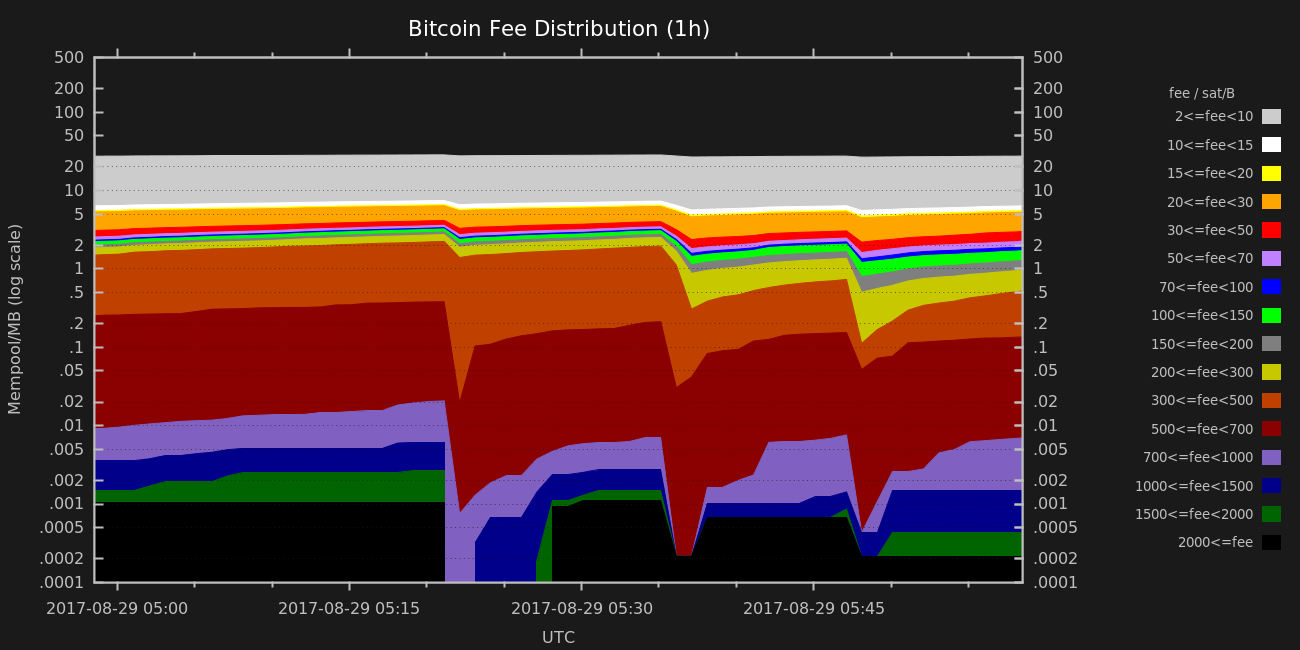 Bitcoin Fee Distribution (1h)
Mempool/MB (log scale)
500
200
100
50
20
10
5
2
1
.5
.2
.1
.05
.02
.01
.005
.002
.001
.0005
.0002
.0001
500
200
100
50
20
10
5
2
1
.5
.2
.1
.05
.02
.01
.005
.002
.001
.0005
.0002
.0001
2017-08-29 05:00 2017-08-29 05:15 2017-08-29 05:30 2017-08-29 05:45
UTC
fee / sat/B
2<=fee<10
10<=fee<15
15<=fee<20
20<=fee<30
30<=fee<50
50<=fee<70
70<=fee<100
100<=fee<150
150<=fee<200
200<=fee<300
300<=fee<500
500<=fee<700
700<=fee<1000
1000<=fee<1500
1500<=fee<2000
2000<=fee